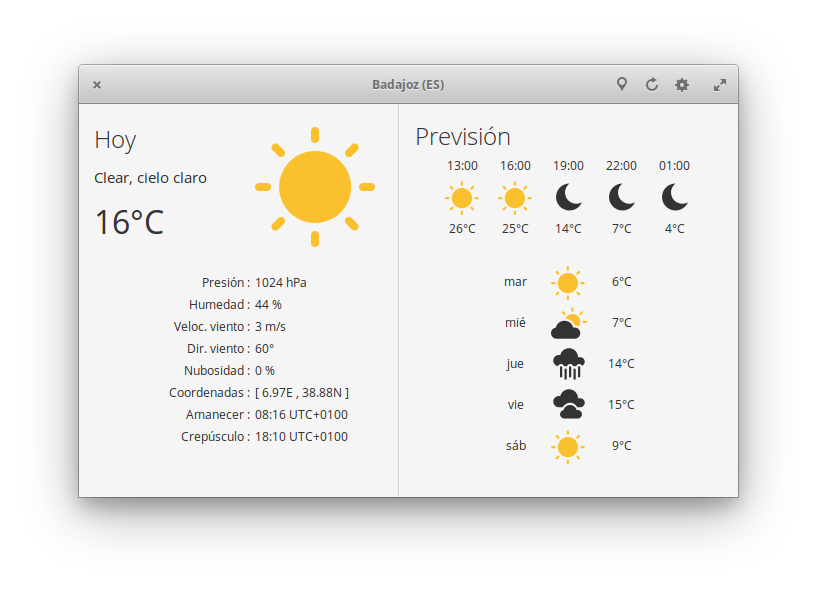 Badajoz (ES)
Hoy
Clear, cielo claro
16°C
Presión : 1024 hPa
Humedad : 44 %
Veloc. viento : 3 m/s
Dir. viento : 60°
Nubosidad : 0 %
Coordenadas : [ 6.97E , 38.88N ]
Amanecer : 08:16 UTC+0100
Crepúsculo : 18:10 UTC+0100
Previsión
13:00 16:00 19:00 22:00 01:00
26°C 25°C 14°C 7°C 4°C
mar 6°C
mié 7°C
jue 14°C
vie 15°C
sáb 9°C